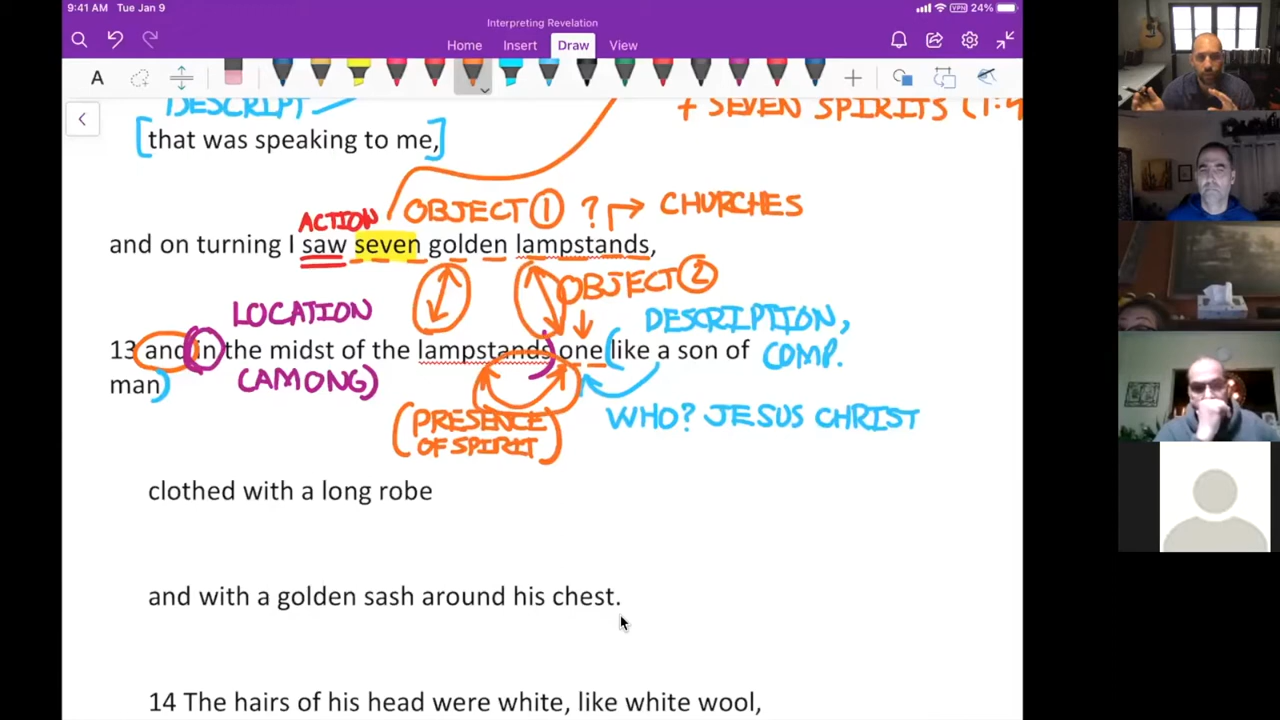 9:41 AM Tue Jan 9
VPN 24%
Interpreting Revelation
Home Insert Draw View
A
DESCRIPT
+ SEVEN SPIRITS (1:4
[that was speaking to me,]
ACTION OBJECT 1 ? CHURCHES
and on turning I saw seven golden lampstands,
OBJECT 2
LOCATION DESCRIPTION,
13 and in the midst of the lampstands) one (like a son of COMP.
man)
(AMONG)
(PRESENCE WHO? JESUS CHRIST
OF SPIRIT)
clothed with a long robe
and with a golden sash around his chest.
14 The hairs of his head were white, like white wool,